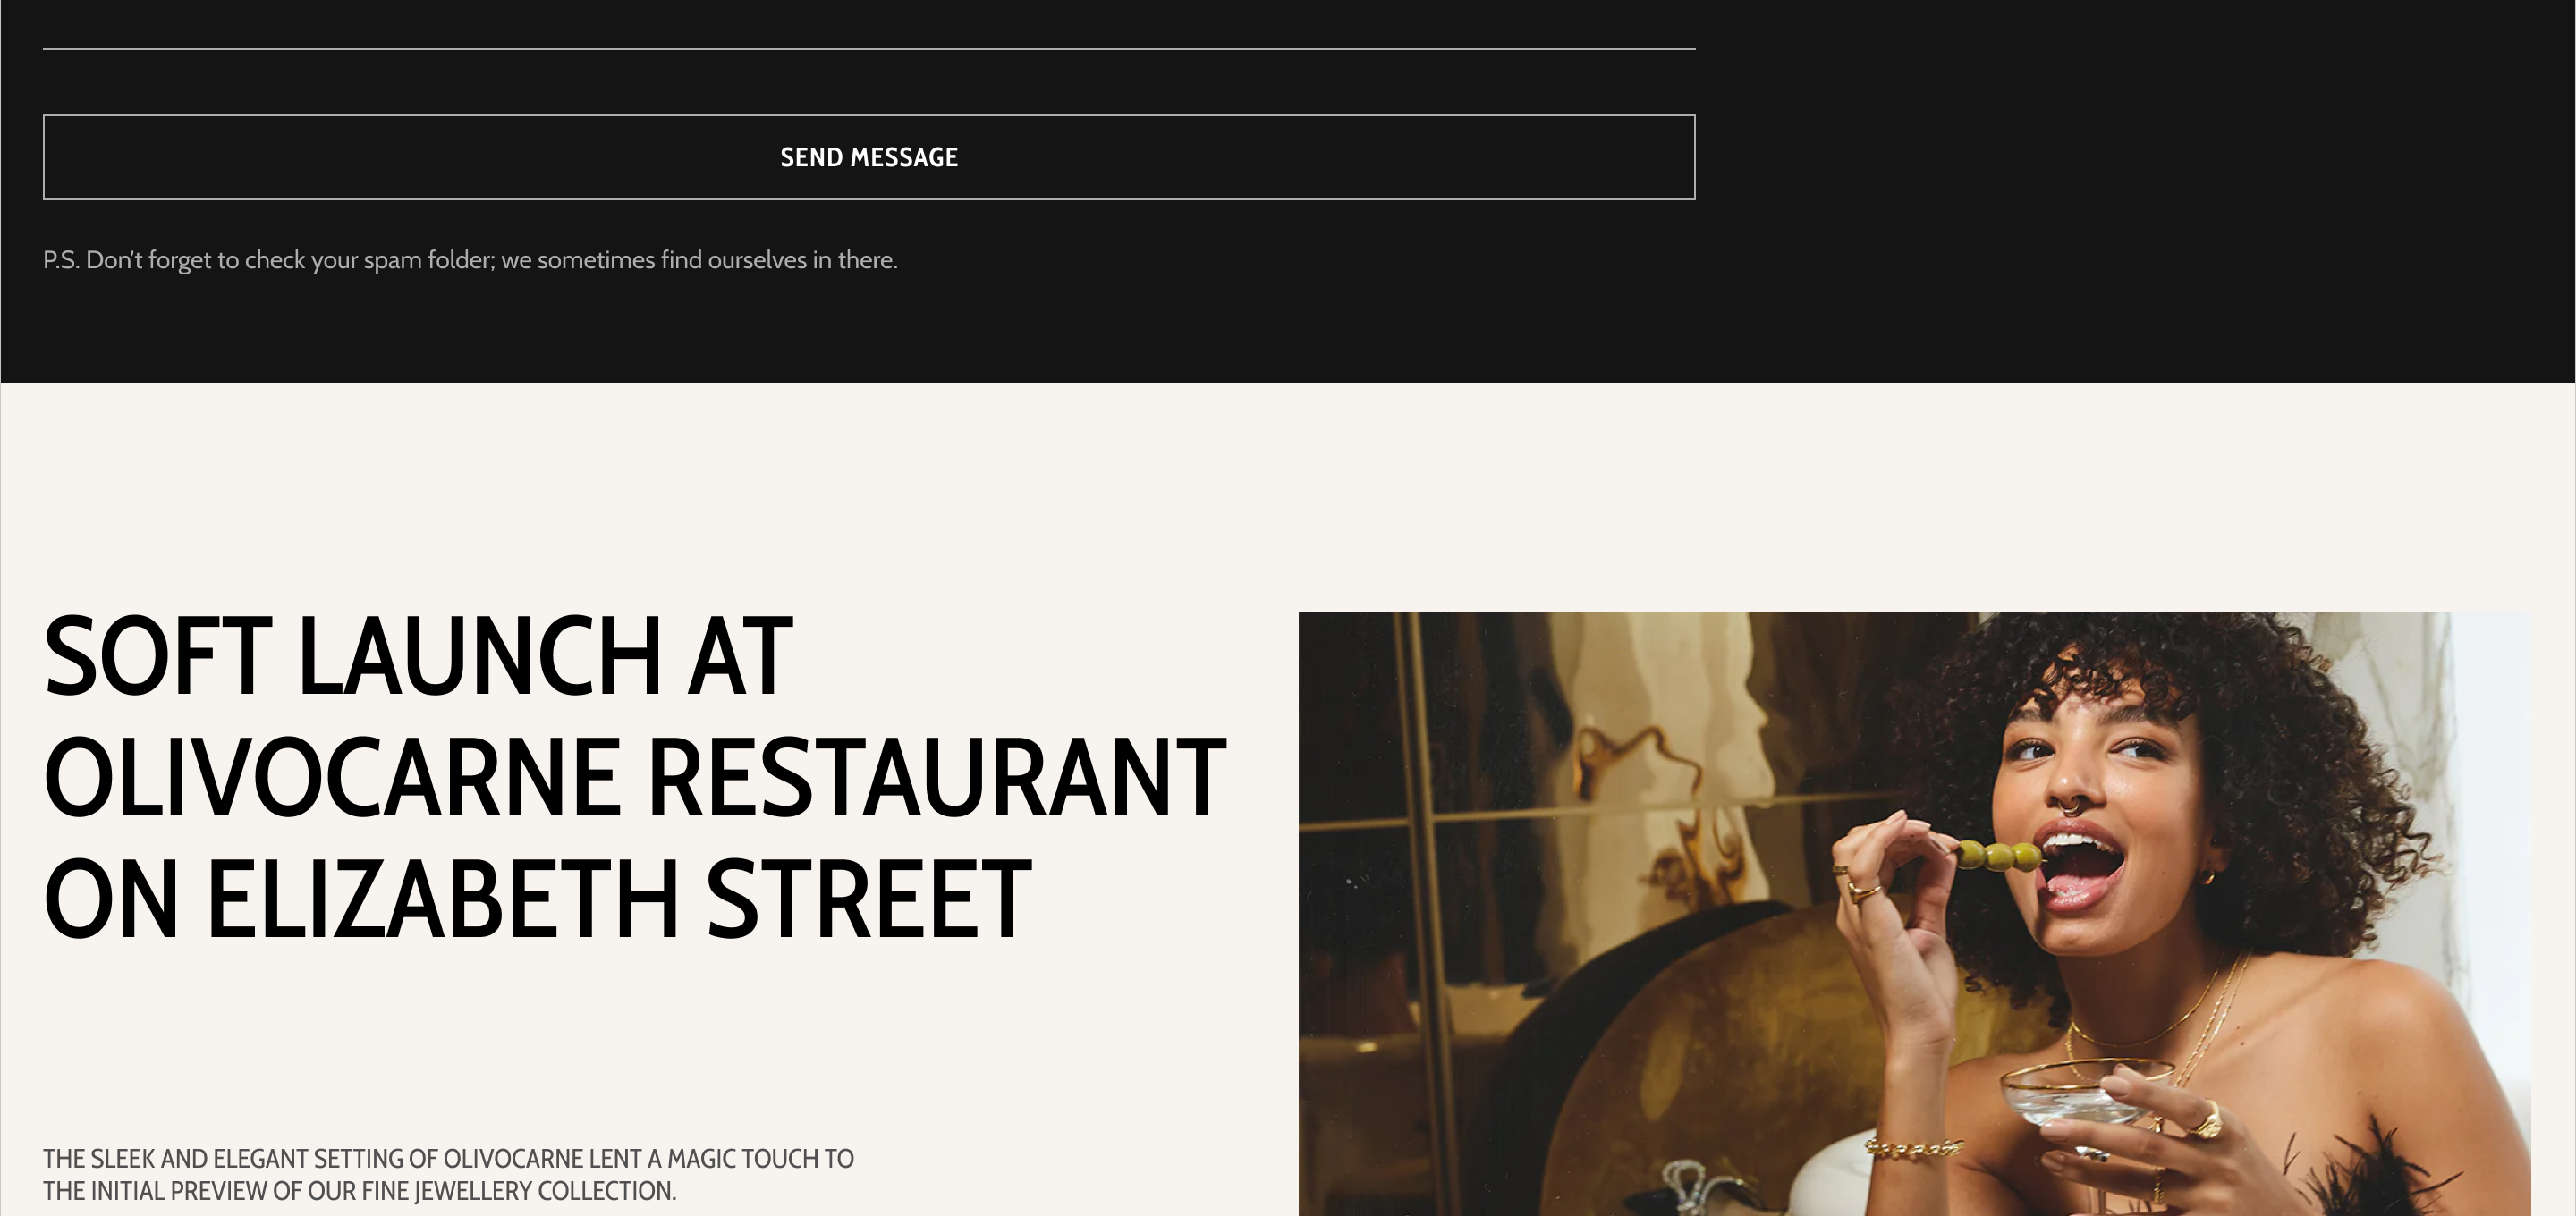 SEND MESSAGE
P.S. Don't forget to check your spam folder; we sometimes find ourselves in there.
SOFT LAUNCH AT
OLIVOCARNE RESTAURANT
ON ELIZABETH STREET
THE SLEEK AND ELEGANT SETTING OF OLIVOCARNE LENT A MAGIC TOUCH TO
THE INITIAL PREVIEW OF OUR FINE JEWELLERY COLLECTION.